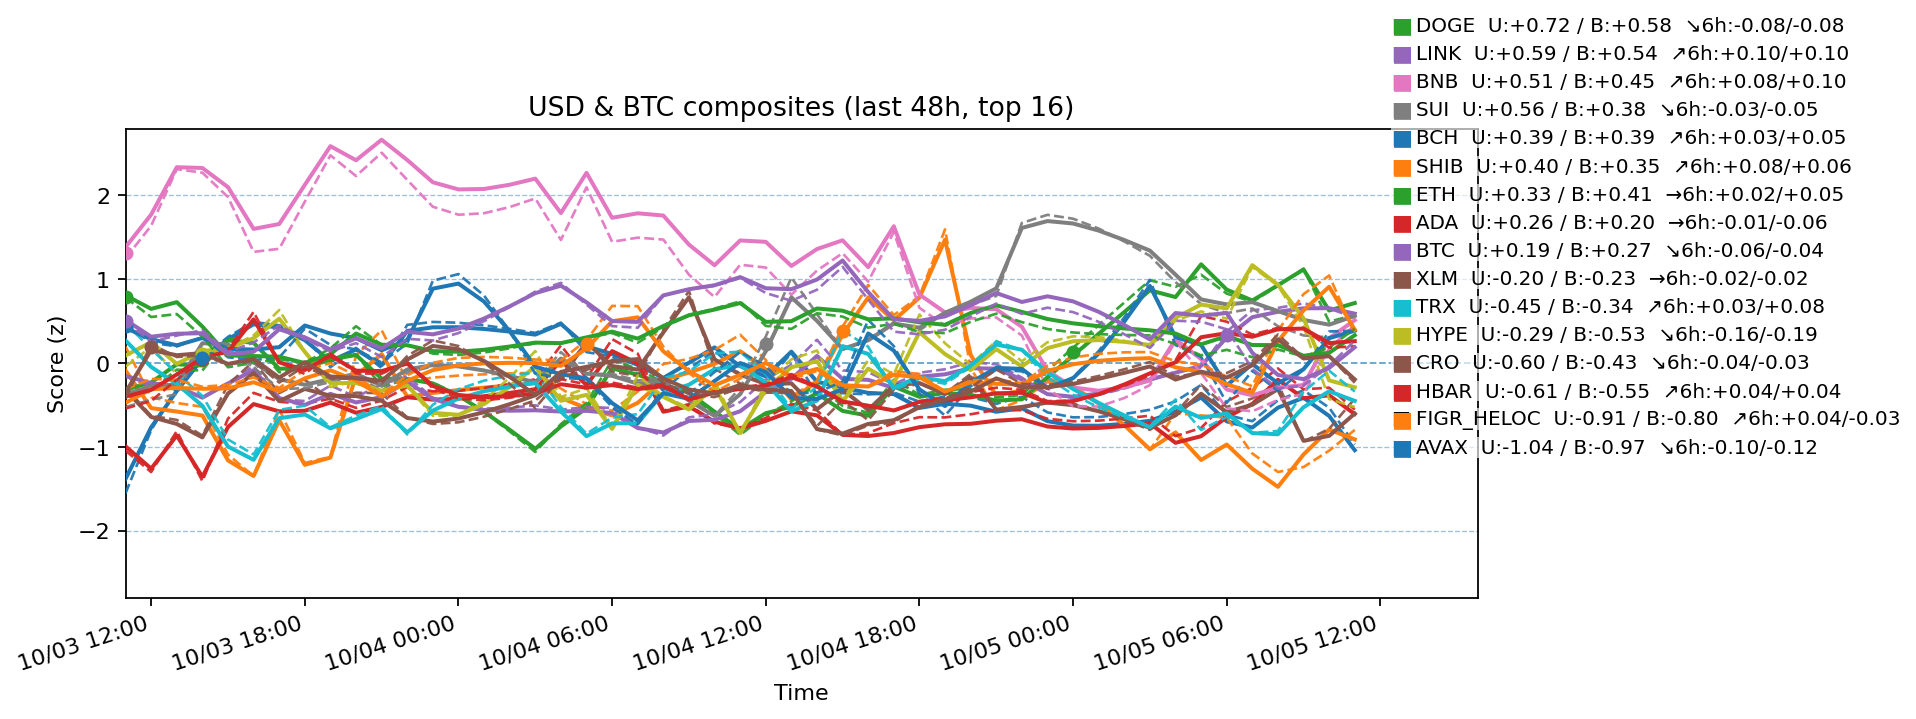 DOGE  U:+0.72 / B:+0.58  ↘6h:-0.08/-0.08
LINK  U:+0.59 / B:+0.54  ↗6h:+0.10/+0.10
BNB  U:+0.51 / B:+0.45  ↗6h:+0.08/+0.10
SUI  U:+0.56 / B:+0.38  ↘6h:-0.03/-0.05
BCH  U:+0.39 / B:+0.39  ↗6h:+0.03/+0.05
SHIB  U:+0.40 / B:+0.35  ↗6h:+0.08/+0.06
ETH  U:+0.33 / B:+0.41  →6h:+0.02/+0.05
ADA  U:+0.26 / B:+0.20  →6h:-0.01/-0.06
BTC  U:+0.19 / B:+0.27  ↘6h:-0.06/-0.04
XLM  U:-0.20 / B:-0.23  →6h:-0.02/-0.02
TRX  U:-0.45 / B:-0.34  ↗6h:+0.03/+0.08
HYPE  U:-0.29 / B:-0.53  ↘6h:-0.16/-0.19
CRO  U:-0.60 / B:-0.43  ↘6h:-0.04/-0.03
HBAR  U:-0.61 / B:-0.55  ↗6h:+0.04/+0.04
FIGR_HELOC  U:-0.91 / B:-0.80  ↗6h:+0.04/-0.03
AVAX  U:-1.04 / B:-0.97  ↘6h:-0.10/-0.12
USD & BTC composites (last 48h, top 16)
Score (z)
2
1
0
−1
−2
10/03 12:00
10/03 18:00
10/04 00:00
10/04 06:00
10/04 12:00
10/04 18:00
10/05 00:00
10/05 06:00
10/05 12:00
Time